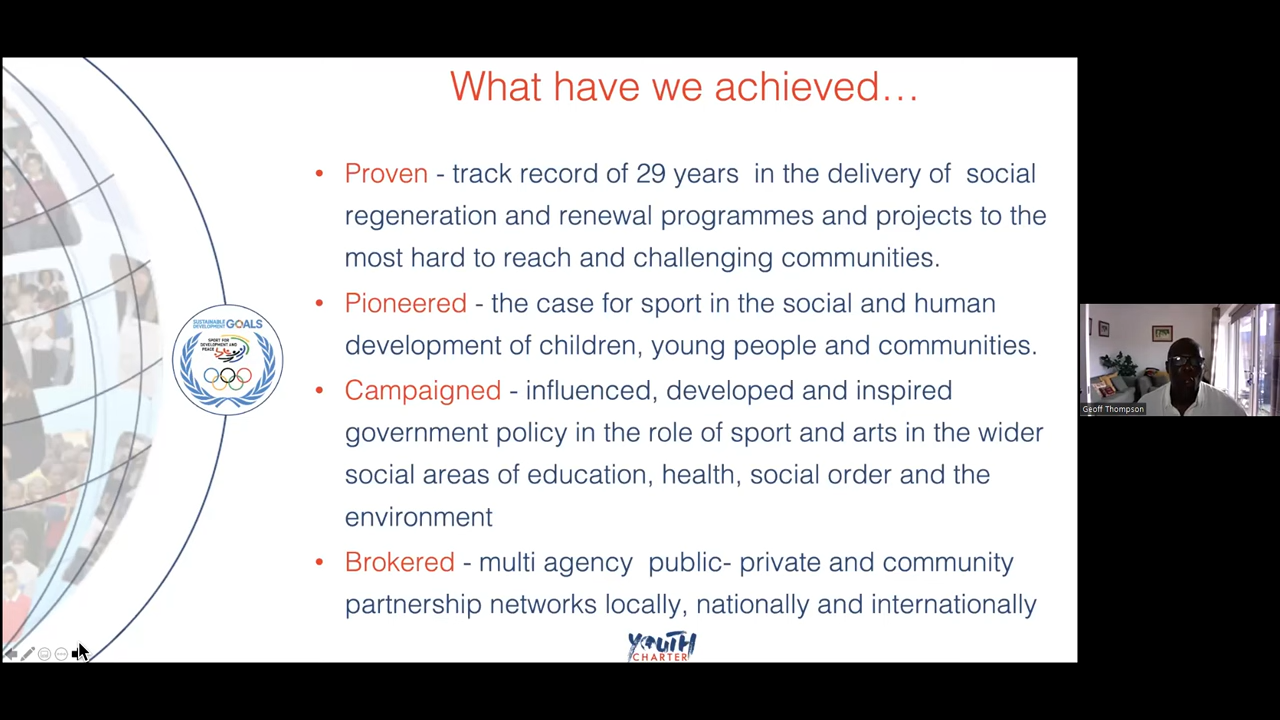 What have we achieved...
• Proven - track record of 29 years in the delivery of social
regeneration and renewal programmes and projects to the
most hard to reach and challenging communities.
• Pioneered - the case for sport in the social and human
development of children, young people and communities.
• Campaigned - influenced, developed and inspired
government policy in the role of sport and arts in the wider
social areas of education, health, social order and the
environment
• Brokered - multi agency public- private and community
partnership networks locally, nationally and internationally
SUSTAINABLE
DEVELOPMENT GOALS
SPORT FOR
DEVELOPMENT AND
PEACE
YOUTH
CHARTER
Geoff Thompson